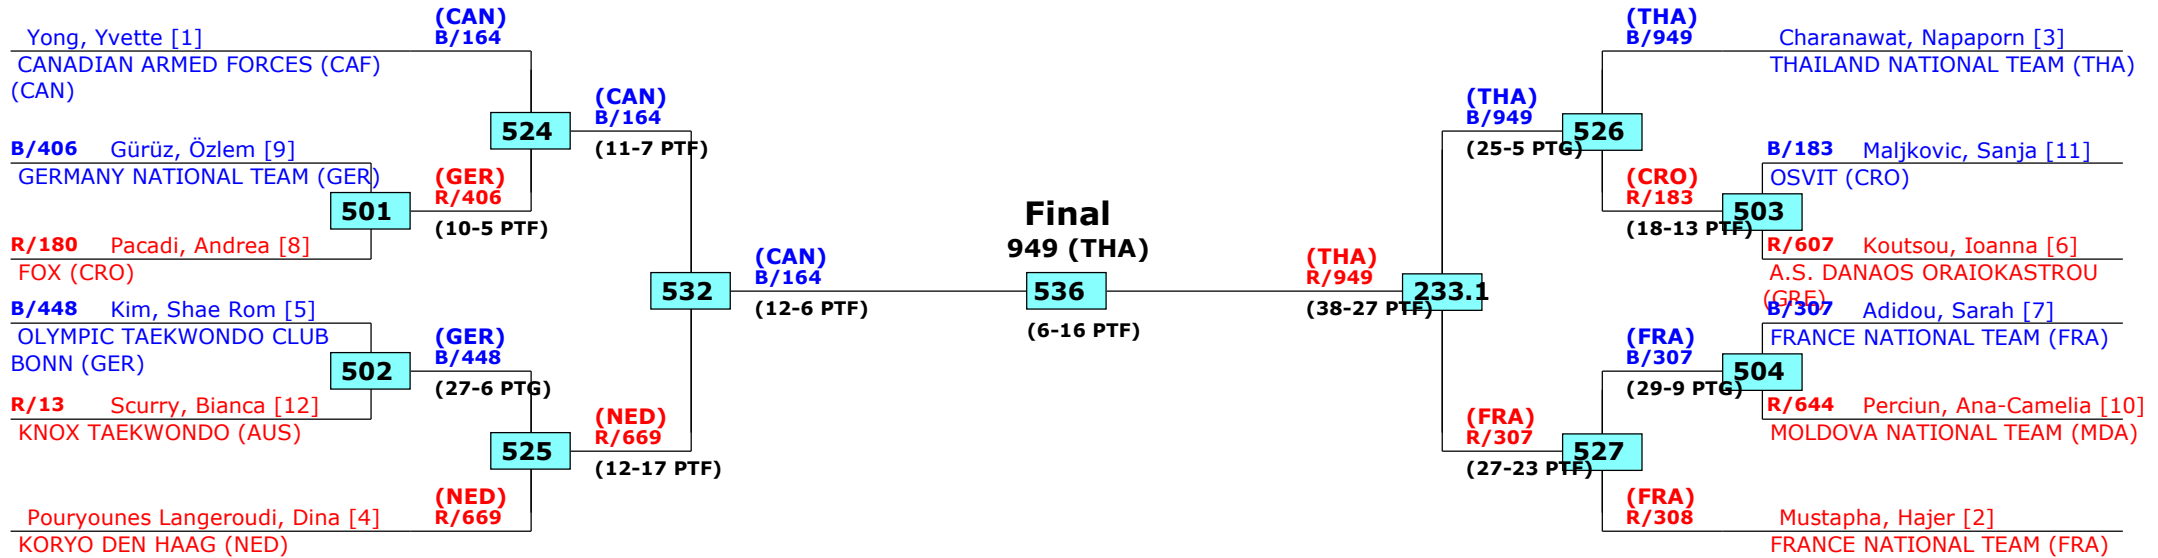 (CAN)
B/164
Yong, Yvette [1]
CANADIAN ARMED FORCES (CAF)
(CAN)
(CAN)
B/164
524
(11-7 PTF)
B/406 Gürüz, Özlem [9]
GERMANY NATIONAL TEAM (GER)
(GER)
R/406
501
(10-5 PTF)
R/180 Pacadi, Andrea [8]
FOX (CRO)
(CAN)
B/164
532
(12-6 PTF)
B/448 Kim, Shae Rom [5]
OLYMPIC TAEKWONDO CLUB
BONN (GER)
(GER)
B/448
502
(27-6 PTG)
R/13 Scurry, Bianca [12]
KNOX TAEKWONDO (AUS)
(NED)
R/669
525
(12-17 PTF)
(NED)
R/669
Pouryounes Langeroudi, Dina [4]
KORYO DEN HAAG (NED)
Final
949 (THA)
536
(6-16 PTF)
(THA)
B/949
Charanawat, Napaporn [3]
THAILAND NATIONAL TEAM (THA)
(THA)
B/949
526
(25-5 PTG)
B/183 Maljkovic, Sanja [11]
OSVIT (CRO)
(CRO)
R/183
503
(18-13 PTF)
R/607 Koutsou, Ioanna [6]
A.S. DANAOS ORAIOKASTROU
(GRE)
(THA)
R/949
233.1
(38-27 PTF)
B/307 Adidou, Sarah [7]
FRANCE NATIONAL TEAM (FRA)
(FRA)
B/307
504
(29-9 PTG)
R/644 Perciun, Ana-Camelia [10]
MOLDOVA NATIONAL TEAM (MDA)
(FRA)
R/307
527
(27-23 PTF)
(FRA)
R/308
Mustapha, Hajer [2]
FRANCE NATIONAL TEAM (FRA)